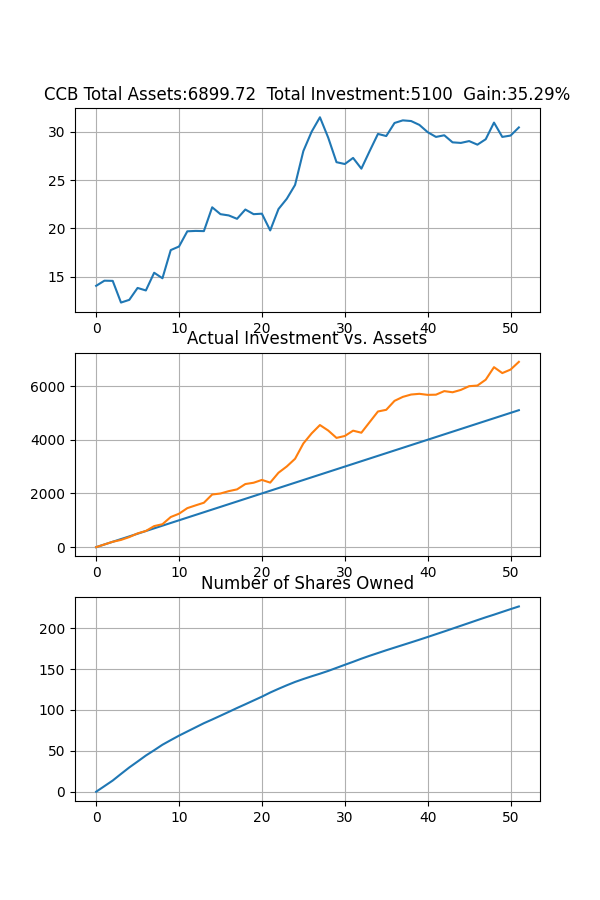 CCB Total Assets:6899.72  Total Investment:5100  Gain:35.29%
30
25
20
15
0 10 20 30 40 50
Actual Investment vs. Assets
6000
4000
2000
0
0 10 20 30 40 50
Number of Shares Owned
200
150
100
50
0
0 10 20 30 40 50